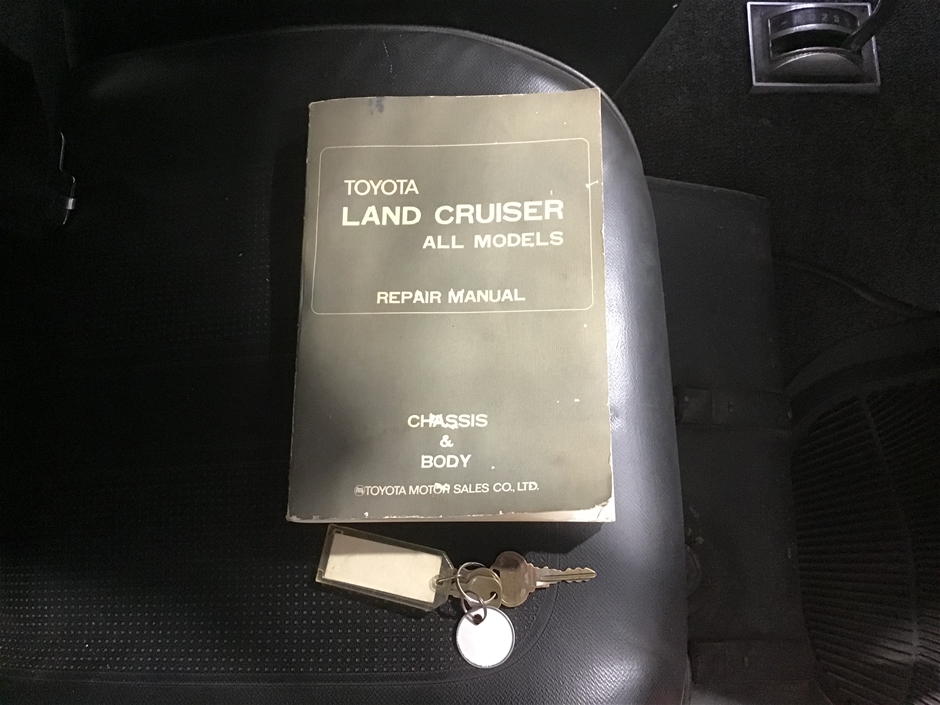 TOYOTA
LAND CRUISER
ALL MODELS
REPAIR MANUAL
CHASSIS
&
BODY
TOYOTA MOTOR SALES CO., LTD.